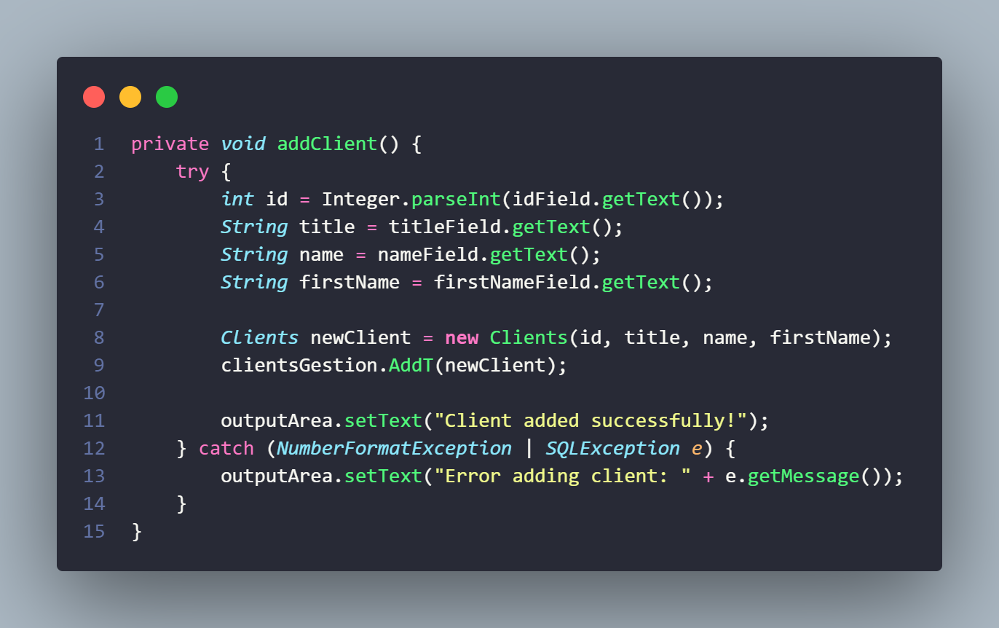 1 private void addClient() {
2     try {
3         int id = Integer.parseInt(idField.getText());
4         String title = titleField.getText();
5         String name = nameField.getText();
6         String firstName = firstNameField.getText();
7
8         Clients newClient = new Clients(id, title, name, firstName);
9         clientsGestion.AddT(newClient);
10
11         outputArea.setText("Client added successfully!");
12     } catch (NumberFormatException | SQLException e) {
13         outputArea.setText("Error adding client: " + e.getMessage());
14     }
15 }